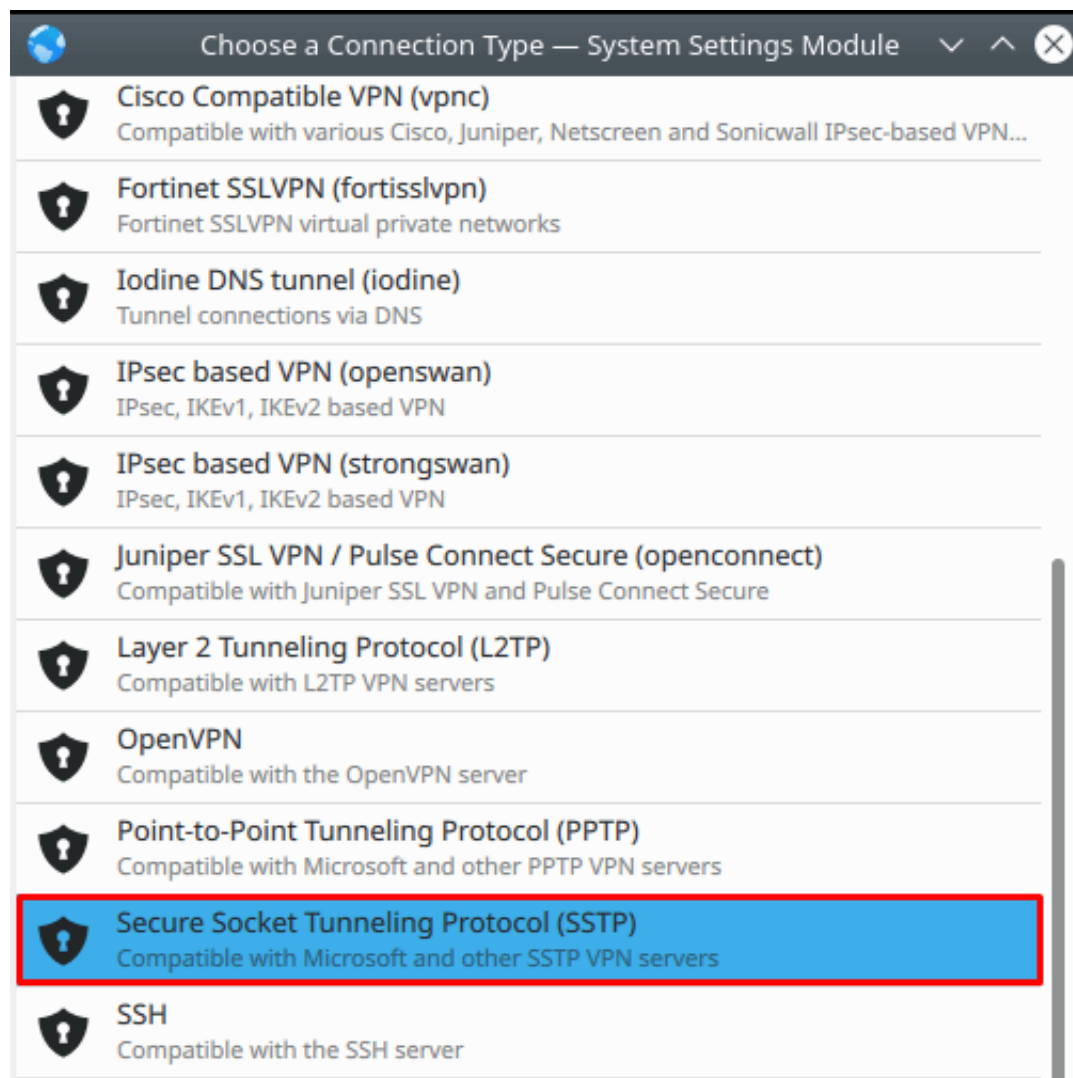 Choose a Connection Type — System Settings Module
Cisco Compatible VPN (vpnc)
Compatible with various Cisco, Juniper, Netscreen and Sonicwall IPsec-based VPN...
Fortinet SSLVPN (fortisslvpn)
Fortinet SSLVPN virtual private networks
Iodine DNS tunnel (iodine)
Tunnel connections via DNS
IPsec based VPN (openswan)
IPsec, IKEv1, IKEv2 based VPN
IPsec based VPN (strongswan)
IPsec, IKEv1, IKEv2 based VPN
Juniper SSL VPN / Pulse Connect Secure (openconnect)
Compatible with Juniper SSL VPN and Pulse Connect Secure
Layer 2 Tunneling Protocol (L2TP)
Compatible with L2TP VPN servers
OpenVPN
Compatible with the OpenVPN server
Point-to-Point Tunneling Protocol (PPTP)
Compatible with Microsoft and other PPTP VPN servers
Secure Socket Tunneling Protocol (SSTP)
Compatible with Microsoft and other SSTP VPN servers
SSH
Compatible with the SSH server